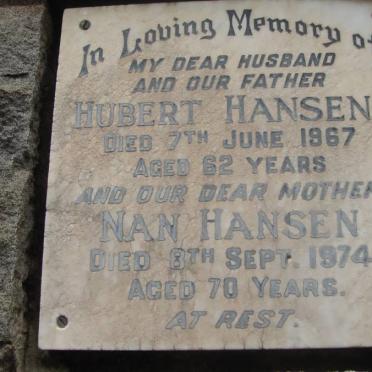 In Loving Memory of
MY DEAR HUSBAND
AND OUR FATHER
HUBERT HANSEN
DIED 7TH JUNE 1967
AGED 62 YEARS
AND OUR DEAR MOTHER
NAN HANSEN
DIED 8TH SEPT. 1974
AGED 70 YEARS.
AT REST.